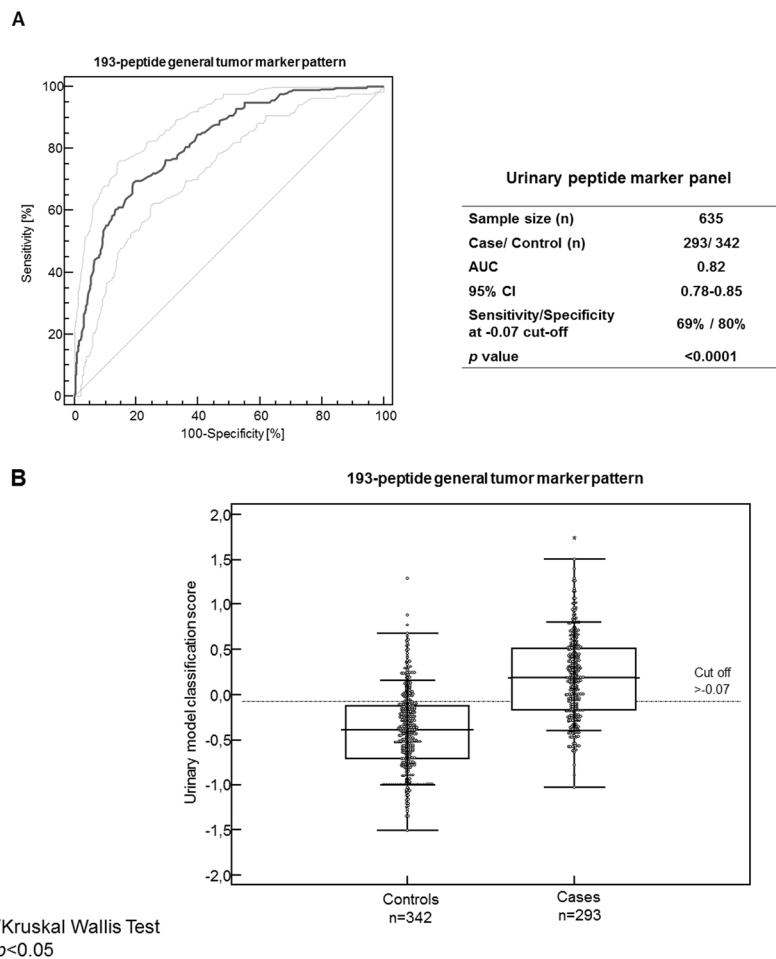 A
193-peptide general tumor marker pattern
100
80
60
40
20
0
Sensitivity [%]
0 20 40 60 80 100
100-Specificity [%]
Urinary peptide marker panel
Sample size (n) 635
Case/ Control (n) 293/ 342
AUC 0.82
95% CI 0.78-0.85
Sensitivity/Specificity
at -0.07 cut-off 69% / 80%
p value <0.0001
B
193-peptide general tumor marker pattern
2,0
1,5
1,0
0,5
0,0
-0,5
-1,0
-1,5
-2,0
Urinary model classification score
Cut off
>-0.07
Controls Cases
n=342 n=293
Kruskal Wallis Test
p<0.05